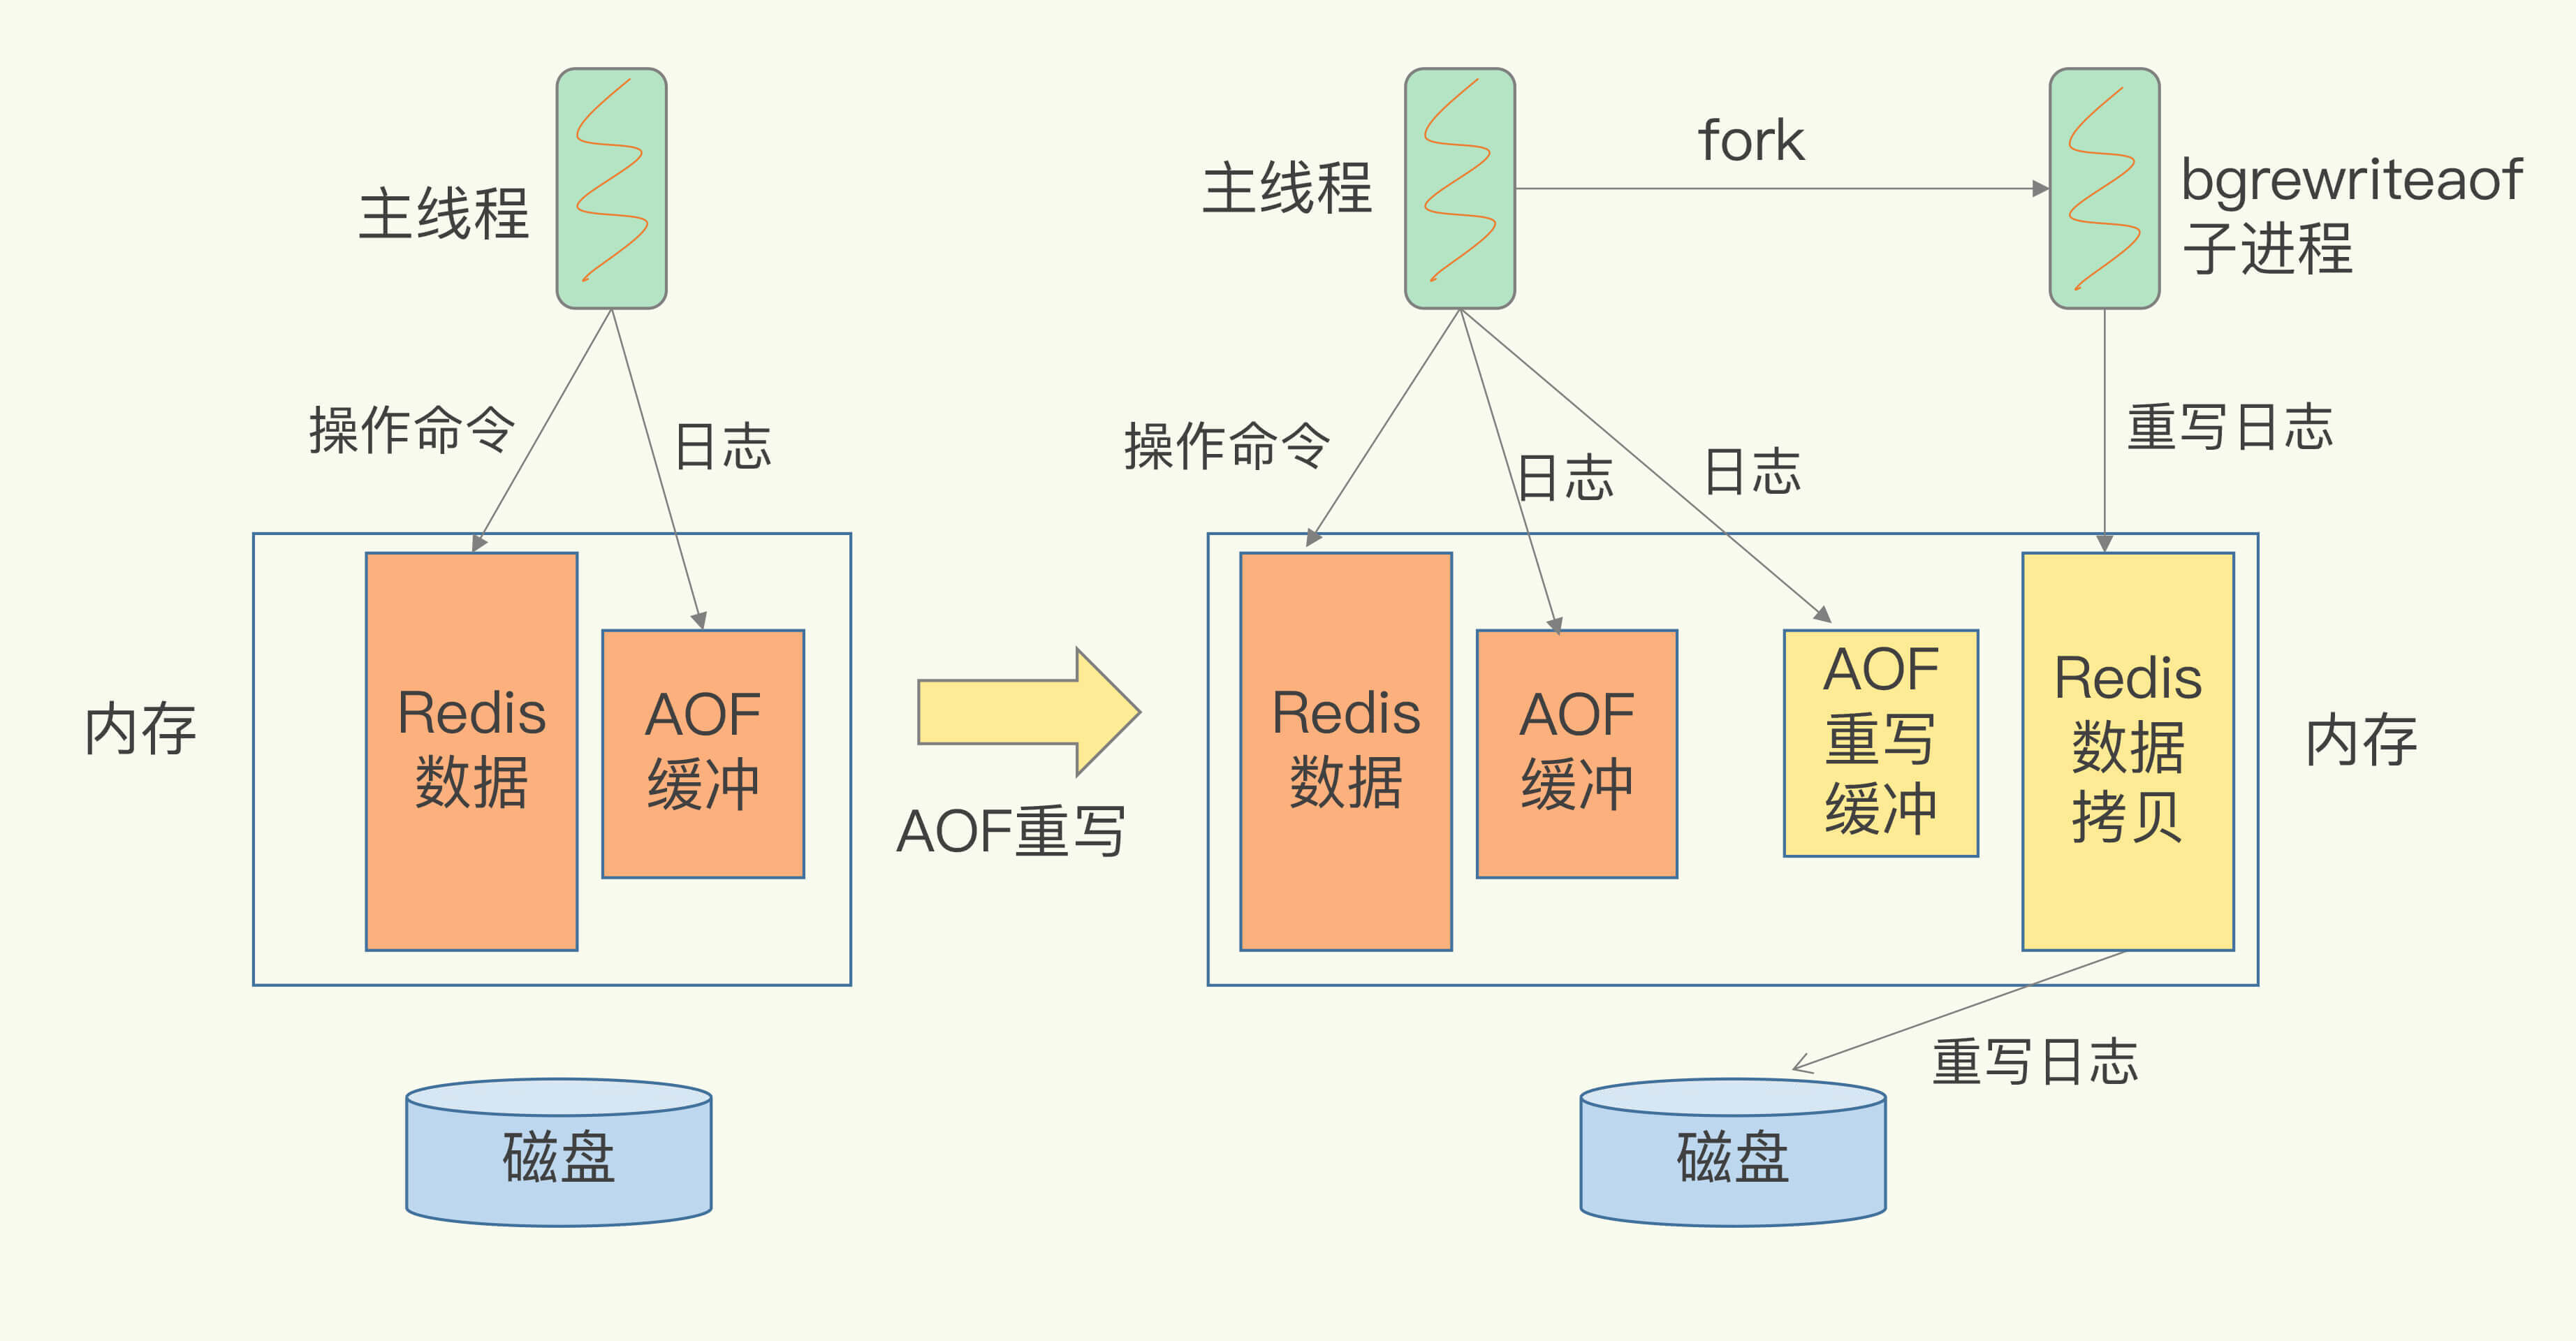 主线程
操作命令
日志
内存
Redis
数据
AOF
缓冲
磁盘
AOF重写
主线程
fork
bgrewriteaof
子进程
操作命令
日志
日志
重写日志
Redis
数据
AOF
缓冲
AOF
重写
缓冲
Redis
数据
拷贝
内存
重写日志
磁盘